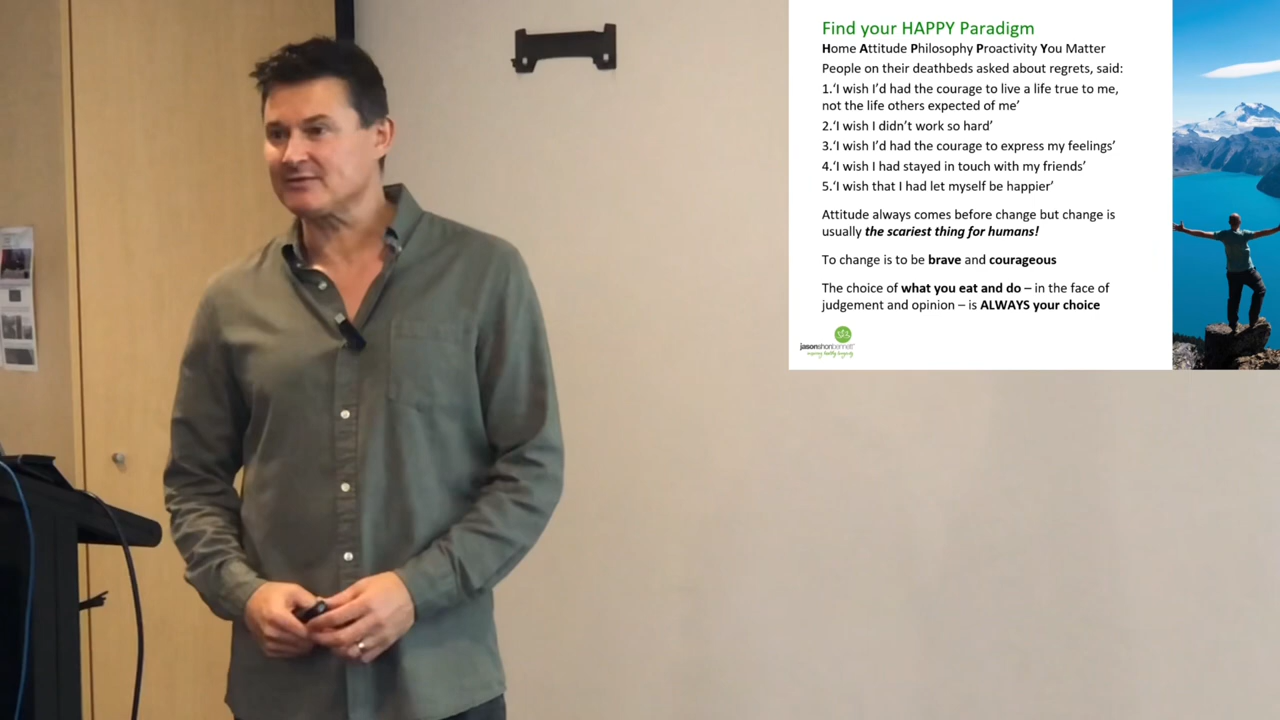 Find your HAPPY Paradigm
Home Attitude Philosophy Proactivity You Matter
People on their deathbeds asked about regrets, said:
1.‘I wish I’d had the courage to live a life true to me,
not the life others expected of me’
2.‘I wish I didn’t work so hard’
3.‘I wish I’d had the courage to express my feelings’
4.‘I wish I had stayed in touch with my friends’
5.‘I wish that I had let myself be happier’
Attitude always comes before change but change is
usually the scariest thing for humans!
To change is to be brave and courageous
The choice of what you eat and do – in the face of
judgement and opinion – is ALWAYS your choice
jasonshonbennett
inspiring healthy longevity